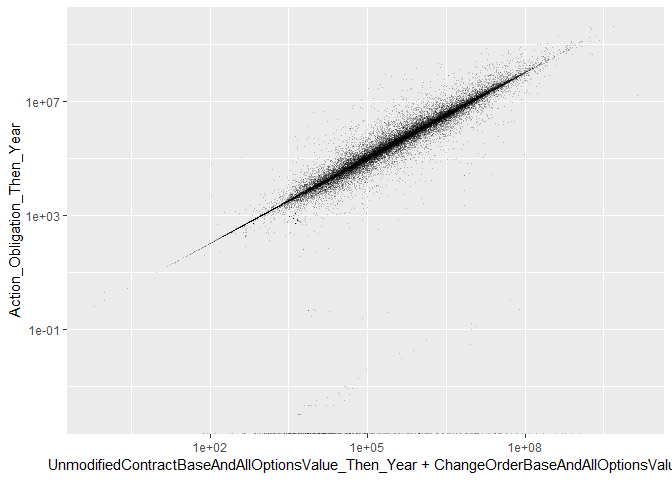 Action_Obligation_Then_Year
1e+07
1e+03
1e-01
1e+02
1e+05
1e+08
UnmodifiedContractBaseAndAllOptionsValue_Then_Year + ChangeOrderBaseAndAllOptionsValu